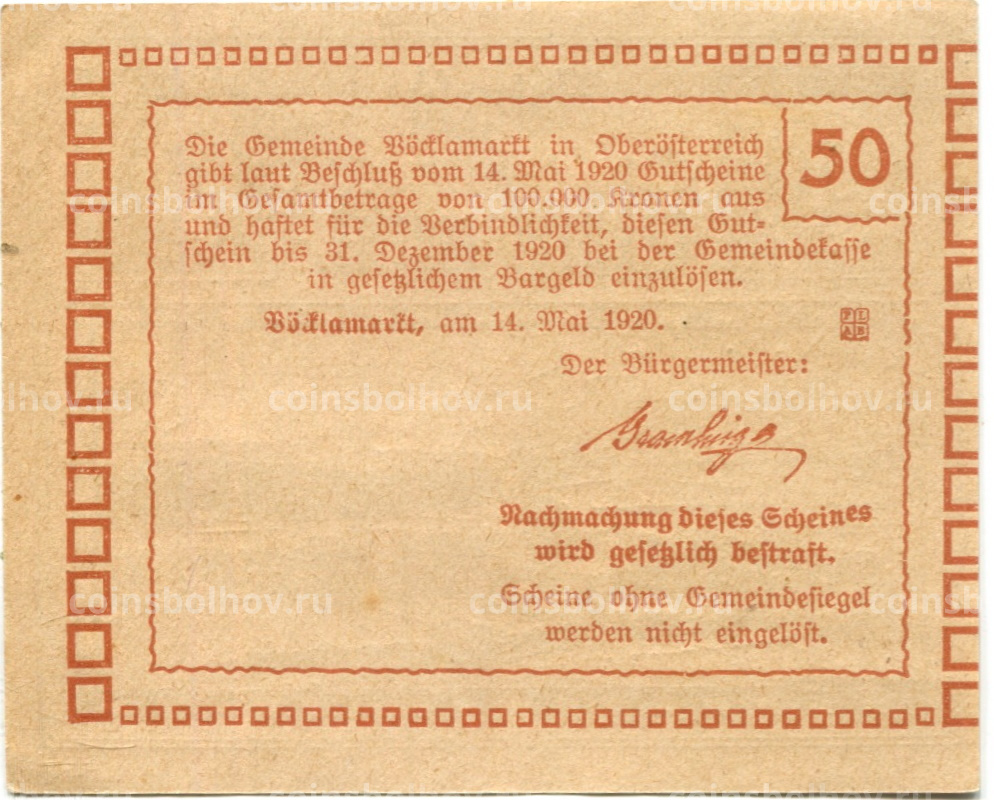 Die Gemeinde Vöcklamarkt in Oberösterreich
gibt laut Beschluß vom 14. Mai 1920 Gutscheine
im Gesamtbetrage von 100.000 Kronen aus
und haftet für die Verbindlichkeit, diesen Gut=
schein bis 31. Dezember 1920 bei der Gemeindekasse
in gesetzlichem Bargeld einzulösen.
50
Vöcklamarkt, am 14. Mai 1920.
F L
A B
Der Bürgermeister:
Nachmachung dieses Scheines
wird gesetzlich bestraft.
Scheine ohne Gemeindesiegel
werden nicht eingelöst.
coinsbolhov.ru